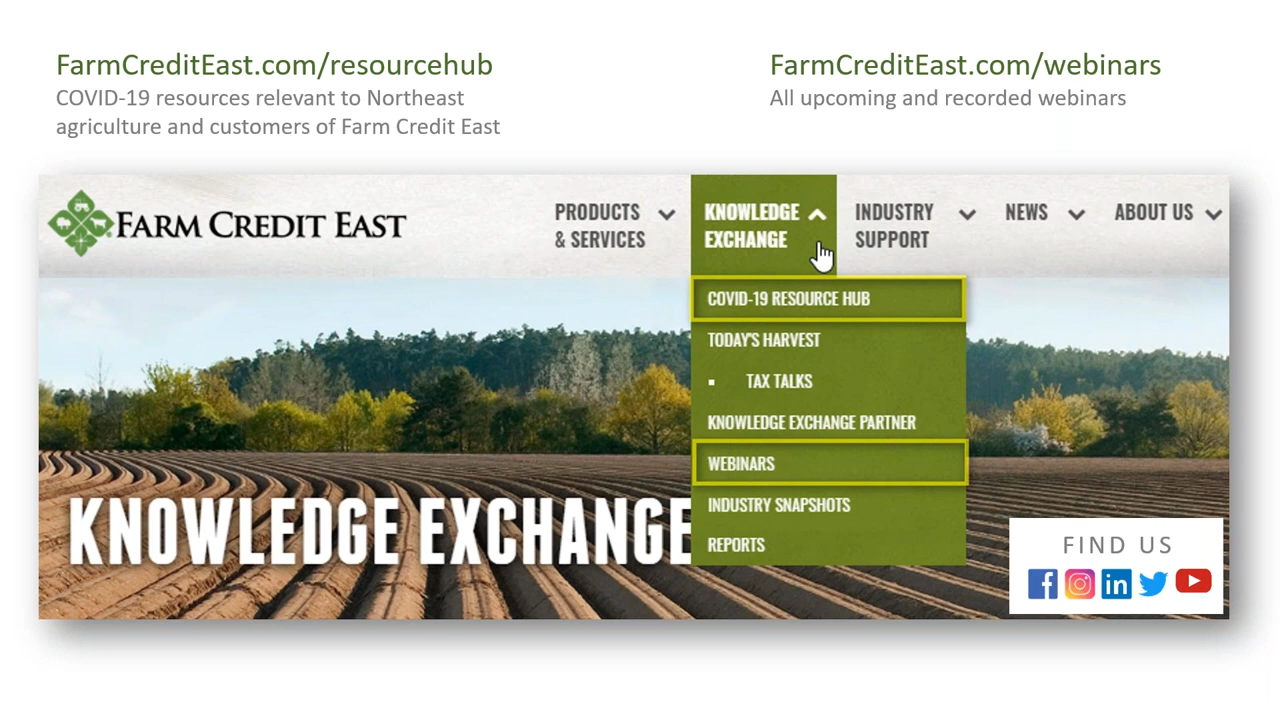 FarmCreditEast.com/resourcehub
COVID-19 resources relevant to Northeast
agriculture and customers of Farm Credit East
FarmCreditEast.com/webinars
All upcoming and recorded webinars
FARM CREDIT EAST
PRODUCTS
& SERVICES
KNOWLEDGE
EXCHANGE
INDUSTRY
SUPPORT
NEWS
ABOUT US
COVID-19 RESOURCE HUB
TODAY'S HARVEST
▪ TAX TALKS
KNOWLEDGE EXCHANGE PARTNER
WEBINARS
INDUSTRY SNAPSHOTS
REPORTS
KNOWLEDGE EXCHANGE
FIND US